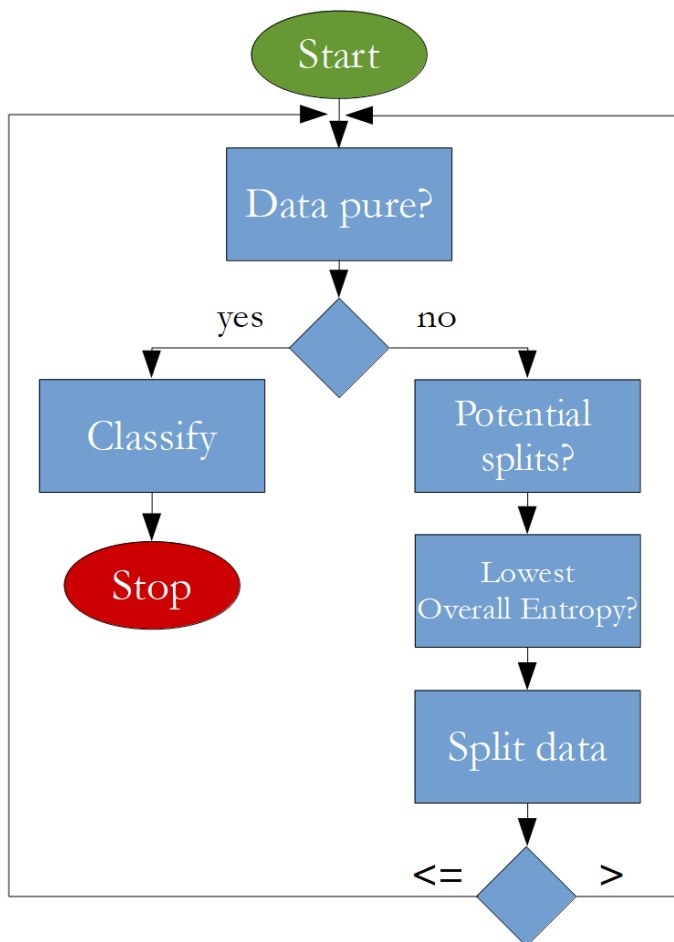 Start
Data pure?
yes
no
Classify
Potential
splits?
Stop
Lowest
Overall Entropy?
Split data
<=
>